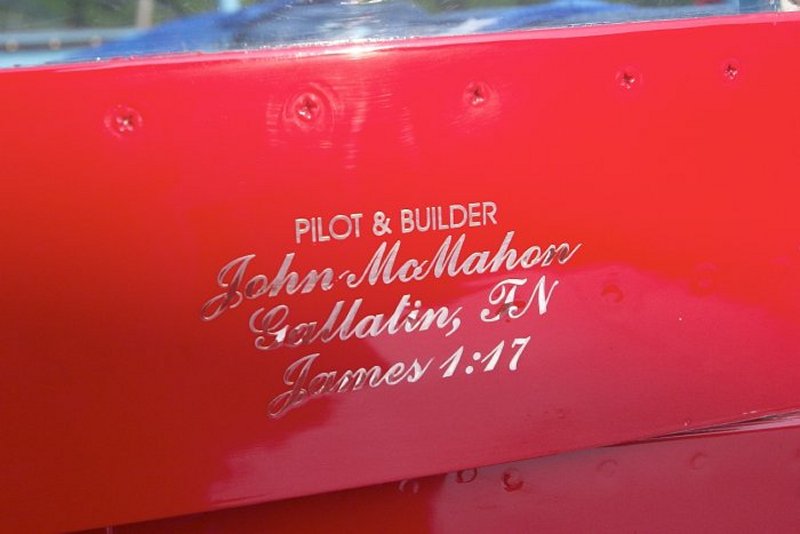 PILOT & BUILDER
John McMahon
Gallatin, TN
James 1:17